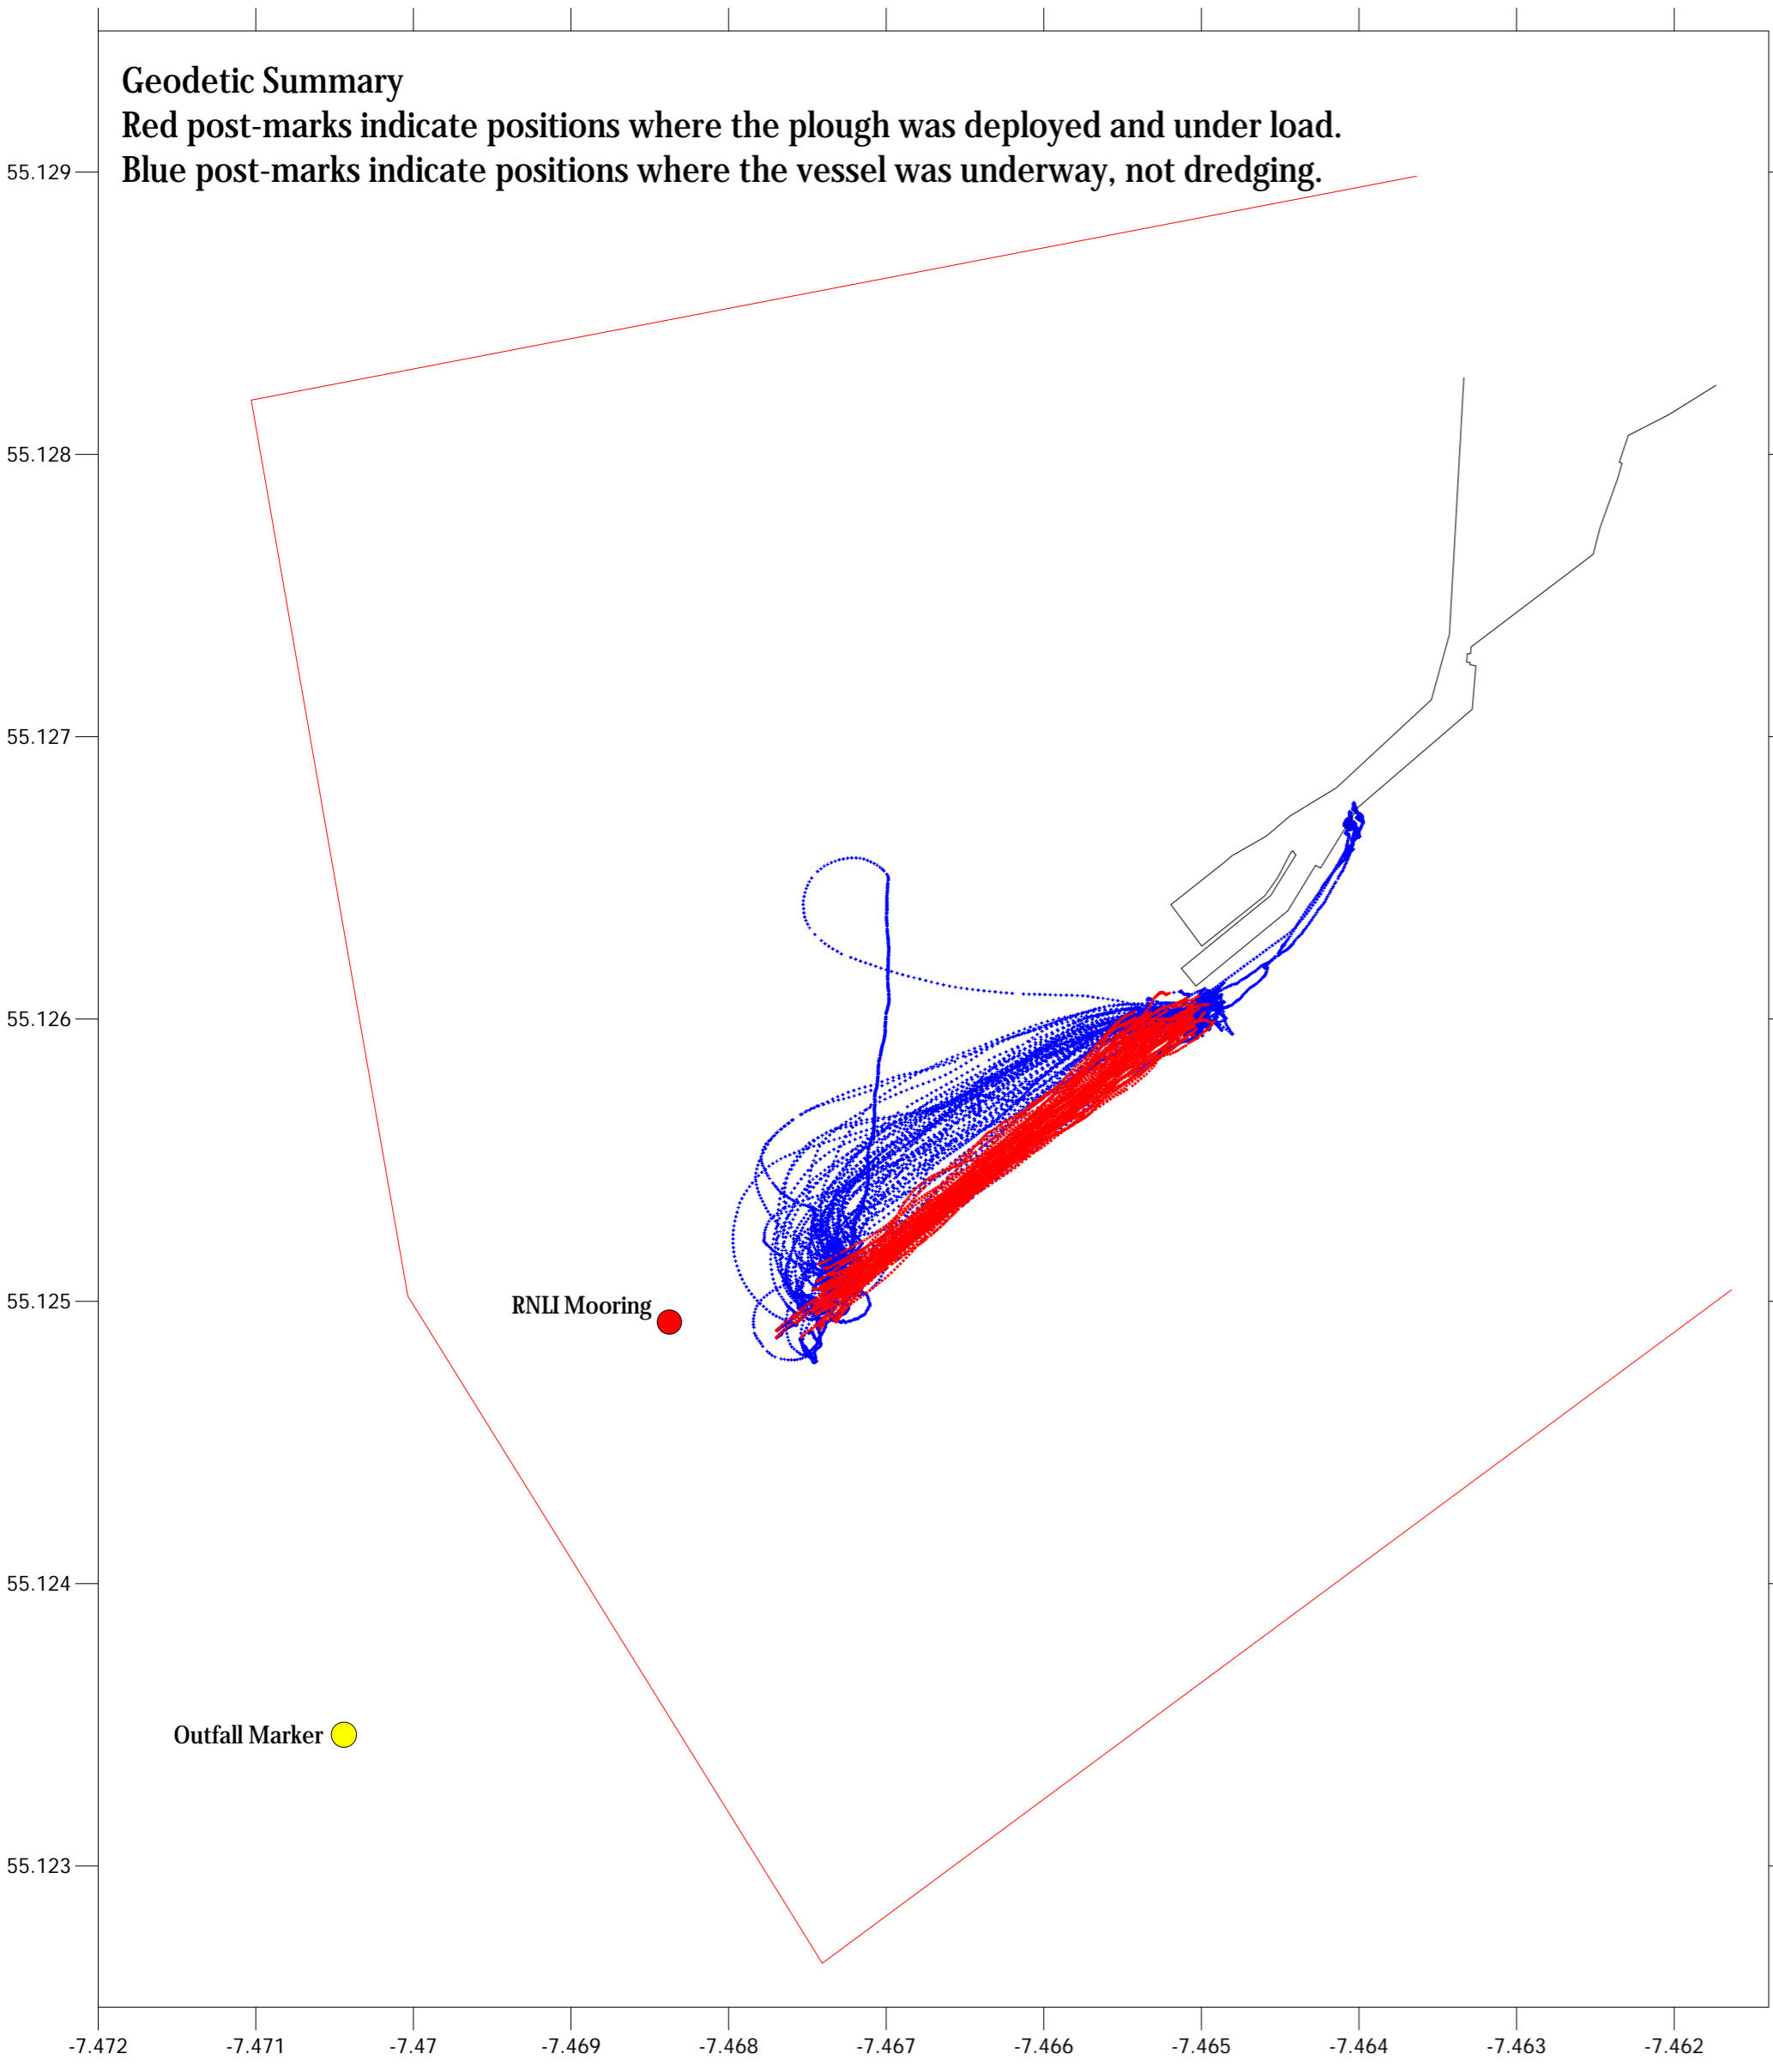 Geodetic Summary
Red post-marks indicate positions where the plough was deployed and under load.
Blue post-marks indicate positions where the vessel was underway, not dredging.
55.129
55.128
55.127
55.126
55.125
RNLI Mooring
55.124
Outfall Marker
55.123
-7.472 -7.471 -7.47 -7.469 -7.468 -7.467 -7.466 -7.465 -7.464 -7.463 -7.462